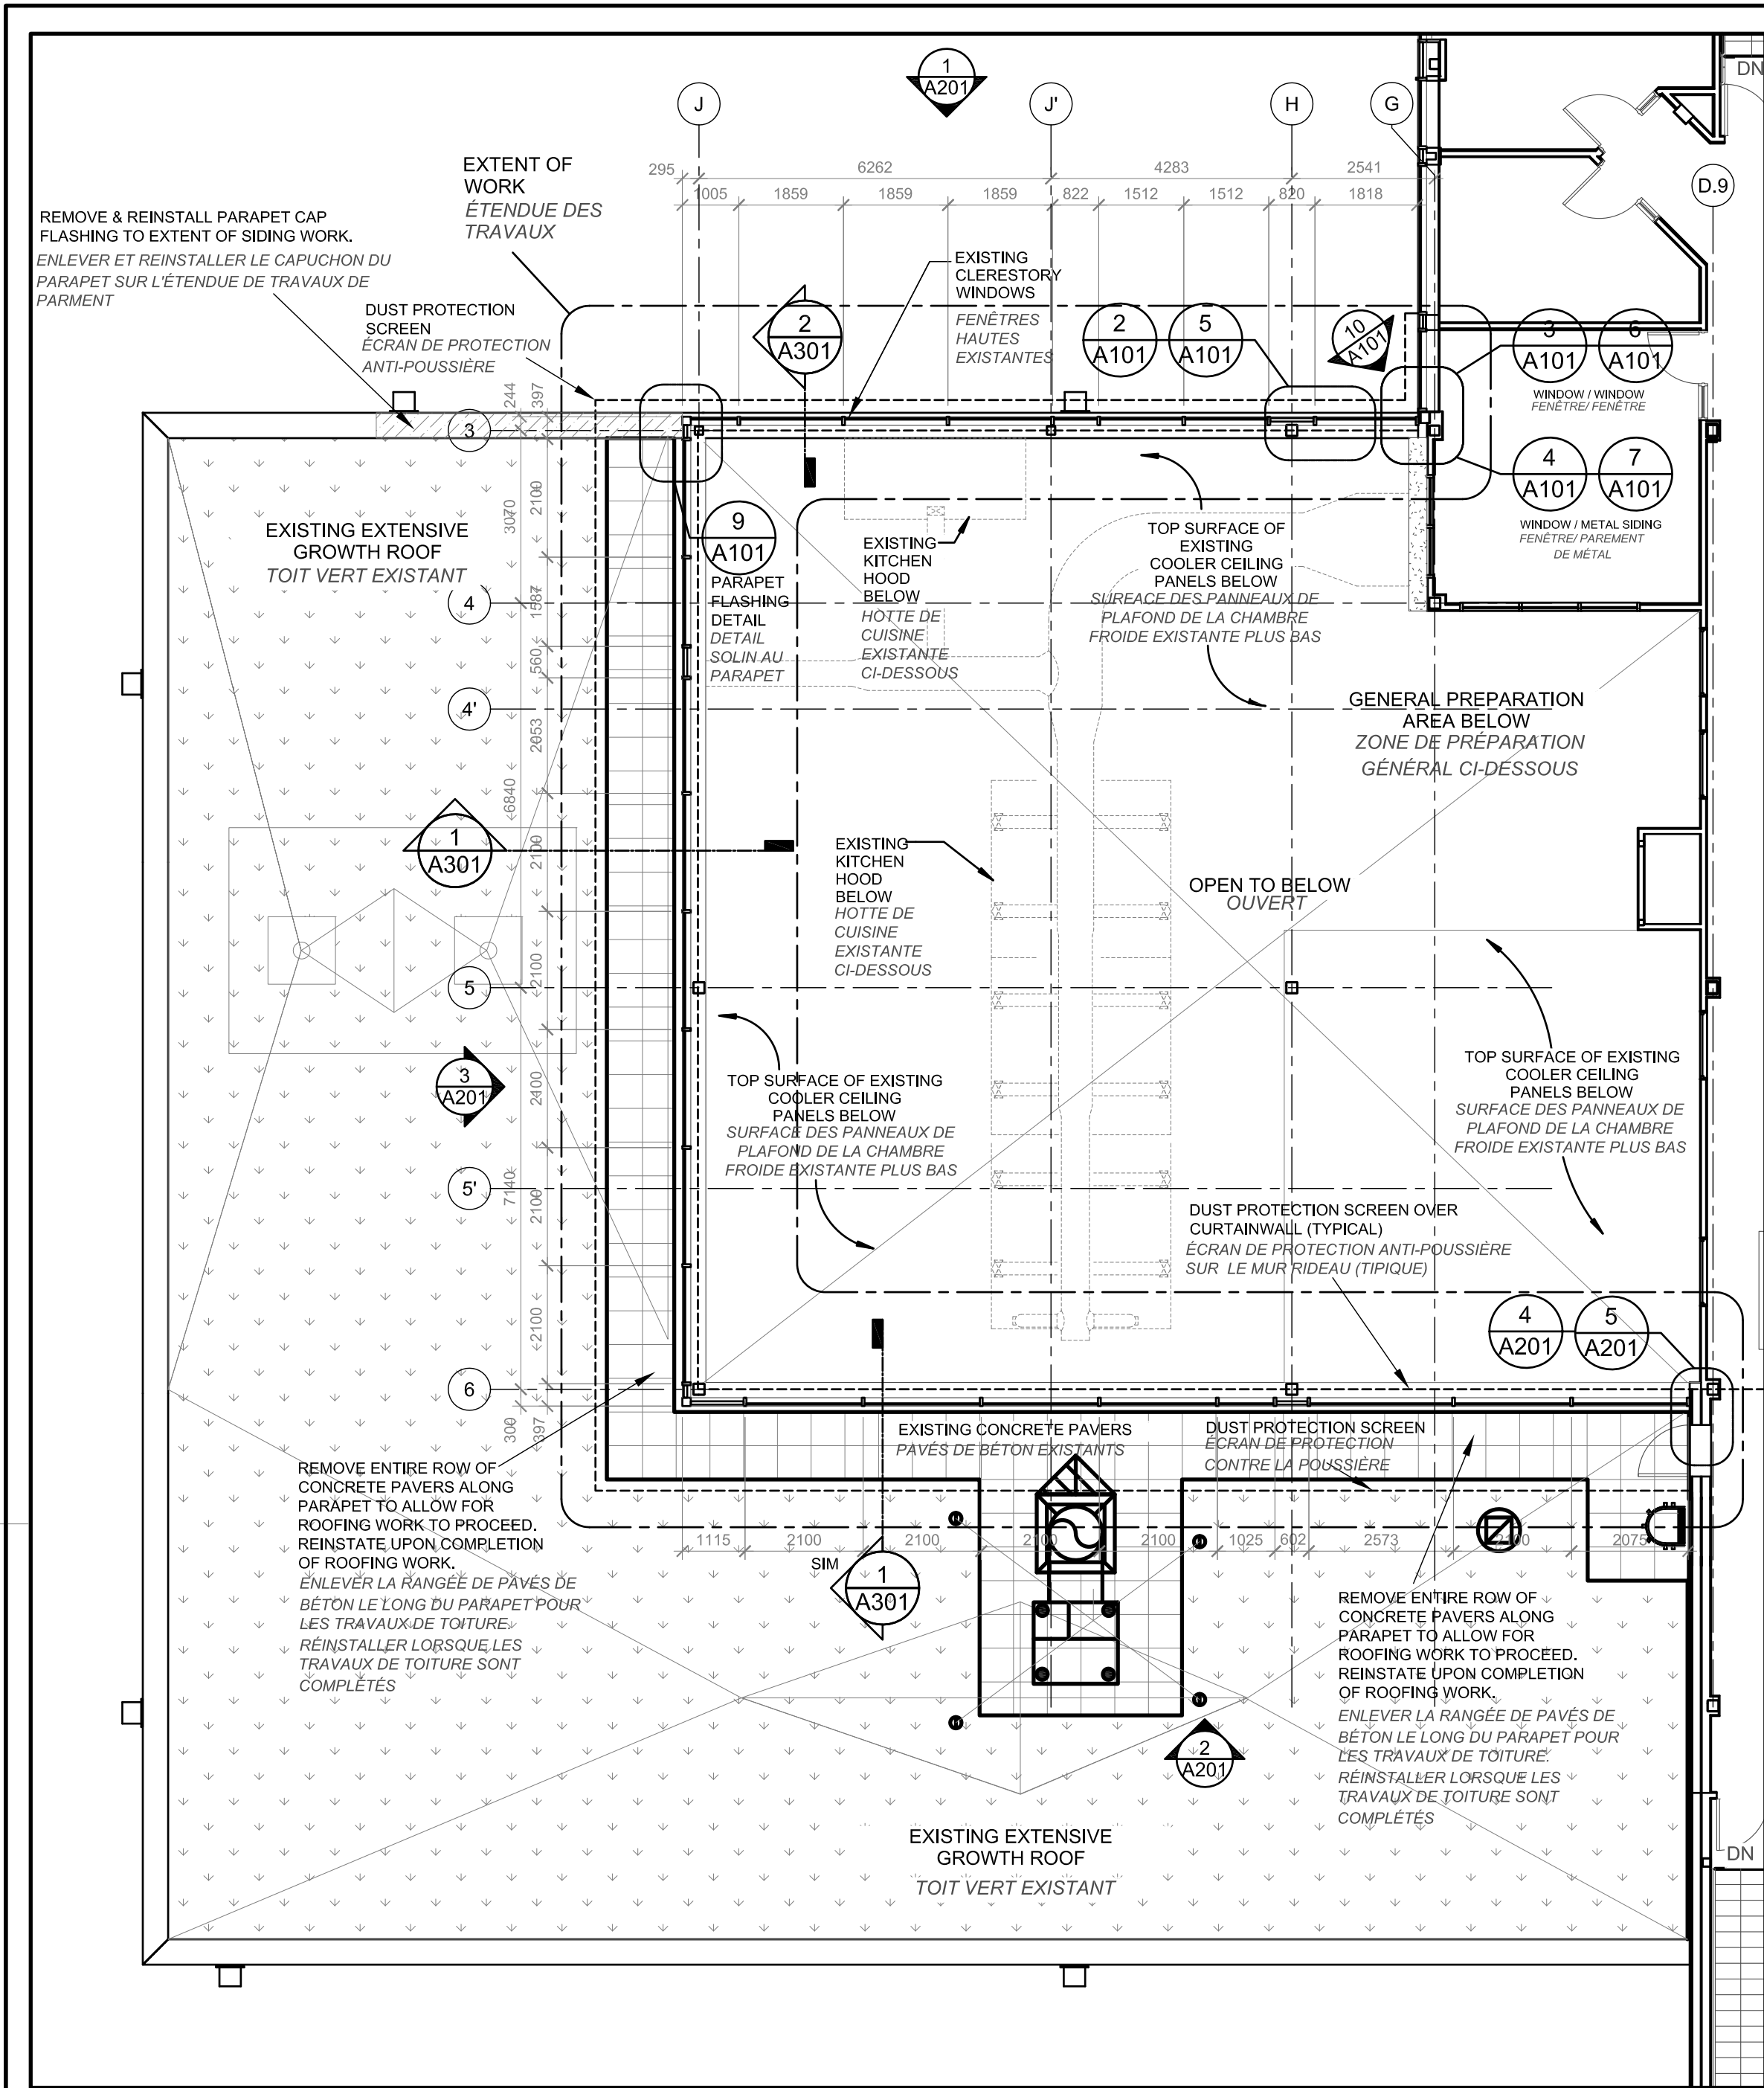 1
A201
DN
J
J'
H
G
D.9
EXTENT OF
WORK
ÉTENDUE DES
TRAVAUX
295
6262
4283
2541
1005
1859
1859
1859
822
1512
1512
820
1818
REMOVE & REINSTALL PARAPET CAP
FLASHING TO EXTENT OF SIDING WORK.
ENLEVER ET REINSTALLER LE CAPUCHON DU
PARAPET SUR L'ÉTENDUE DE TRAVAUX DE
PARMENT
DUST PROTECTION
SCREEN
ÉCRAN DE PROTECTION
ANTI-POUSSIÈRE
EXISTING
CLERESTORY
WINDOWS
FENÊTRES
HAUTES
EXISTANTES
2
A301
2
A101
5
A101
10
A101
3
A101
6
A101
WINDOW / WINDOW
FENÊTRE/ FENÊTRE
4
A101
7
A101
WINDOW / METAL SIDING
FENÊTRE/ PAREMENT
DE MÉTAL
244
397
3
3070
2100
EXISTING EXTENSIVE
GROWTH ROOF
TOIT VERT EXISTANT
9
A101
PARAPET
FLASHING
DETAIL
DETAIL
SOLIN AU
PARAPET
EXISTING
KITCHEN
HOOD
BELOW
HOTTE DE
CUISINE
EXISTANTE
CI-DESSOUS
TOP SURFACE OF
EXISTING
COOLER CEILING
PANELS BELOW
SURFACE DES PANNEAUX DE
PLAFOND DE LA CHAMBRE
FROIDE EXISTANTE PLUS BAS
4
1587
560
4'
2053
6840
GENERAL PREPARATION
AREA BELOW
ZONE DE PRÉPARATION
GÉNÉRAL CI-DESSOUS
1
A301
2100
EXISTING
KITCHEN
HOOD
BELOW
HOTTE DE
CUISINE
EXISTANTE
CI-DESSOUS
OPEN TO BELOW
OUVERT
5
2100
3
A201
2100
TOP SURFACE OF EXISTING
COOLER CEILING
PANELS BELOW
SURFACE DES PANNEAUX DE
PLAFOND DE LA CHAMBRE
FROIDE EXISTANTE PLUS BAS
TOP SURFACE OF EXISTING
COOLER CEILING
PANELS BELOW
SURFACE DES PANNEAUX DE
PLAFOND DE LA CHAMBRE
FROIDE EXISTANTE PLUS BAS
5'
7140
2100
DUST PROTECTION SCREEN OVER
CURTAINWALL (TYPICAL)
ÉCRAN DE PROTECTION ANTI-POUSSIÈRE
SUR LE MUR RIDEAU (TIPIQUE)
2100
4
A201
5
A201
6
300
397
EXISTING CONCRETE PAVERS
PAVÉS DE BÉTON EXISTANTS
DUST PROTECTION SCREEN
ÉCRAN DE PROTECTION
CONTRE LA POUSSIÈRE
REMOVE ENTIRE ROW OF
CONCRETE PAVERS ALONG
PARAPET TO ALLOW FOR
ROOFING WORK TO PROCEED.
REINSTATE UPON COMPLETION
OF ROOFING WORK.
ENLEVER LA RANGÉE DE PAVÉS DE
BÉTON LE LONG DU PARAPET POUR
LES TRAVAUX DE TOITURE.
RÉINSTALLER LORSQUE LES
TRAVAUX DE TOITURE SONT
COMPLÉTÉS
1115
2100
2100
2100
2100
1025
602
2573
2100
2075
SIM
1
A301
REMOVE ENTIRE ROW OF
CONCRETE PAVERS ALONG
PARAPET TO ALLOW FOR
ROOFING WORK TO PROCEED.
REINSTATE UPON COMPLETION
OF ROOFING WORK.
ENLEVER LA RANGÉE DE PAVÉS DE
BÉTON LE LONG DU PARAPET POUR
LES TRAVAUX DE TOITURE.
RÉINSTALLER LORSQUE LES
TRAVAUX DE TOITURE SONT
COMPLÉTÉS
2
A201
EXISTING EXTENSIVE
GROWTH ROOF
TOIT VERT EXISTANT
DN